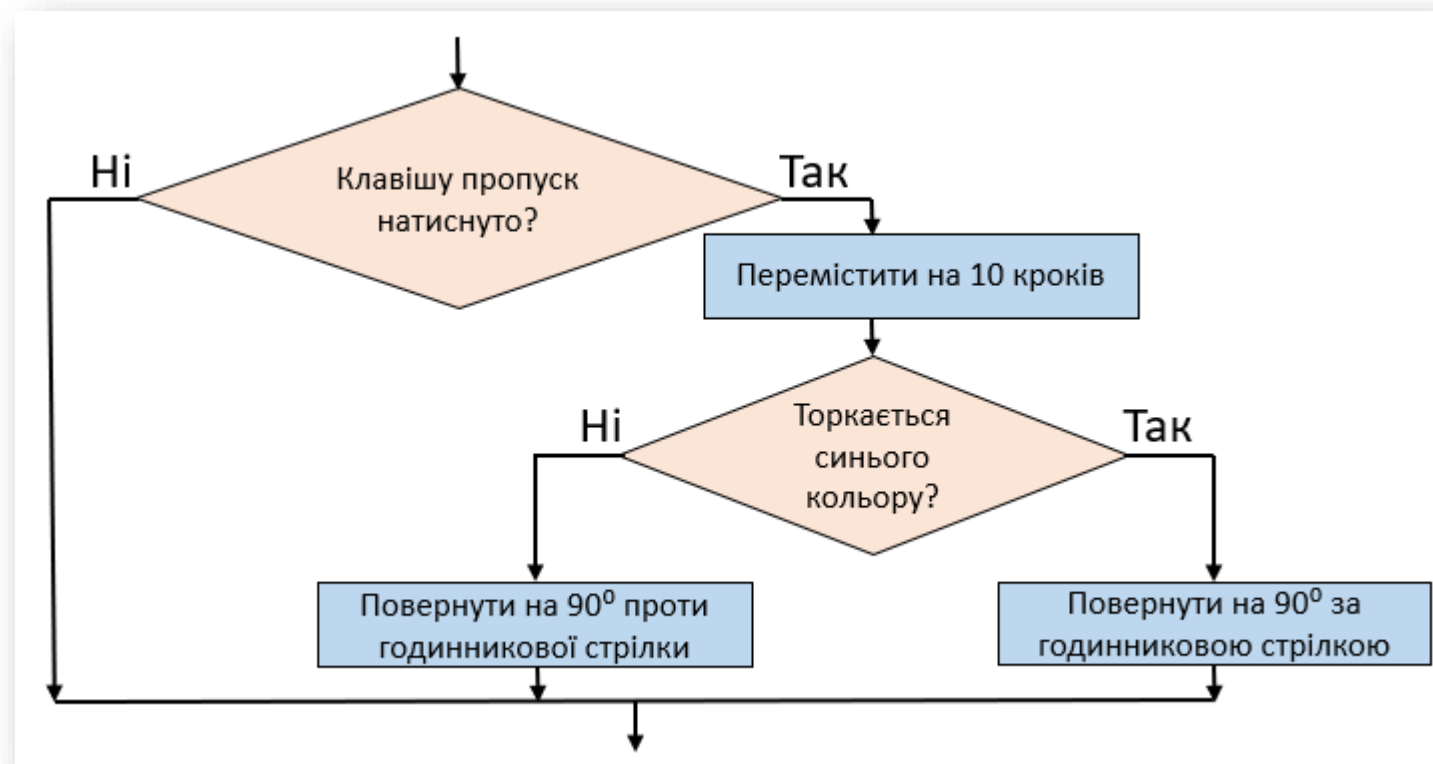 Ні
Клавішу пропуск
натиснуто?
Так
Перемістити на 10 кроків
Ні
Торкається
синього
кольору?
Так
Повернути на 90⁰ проти
годинникової стрілки
Повернути на 90⁰ за
годинниковою стрілкою